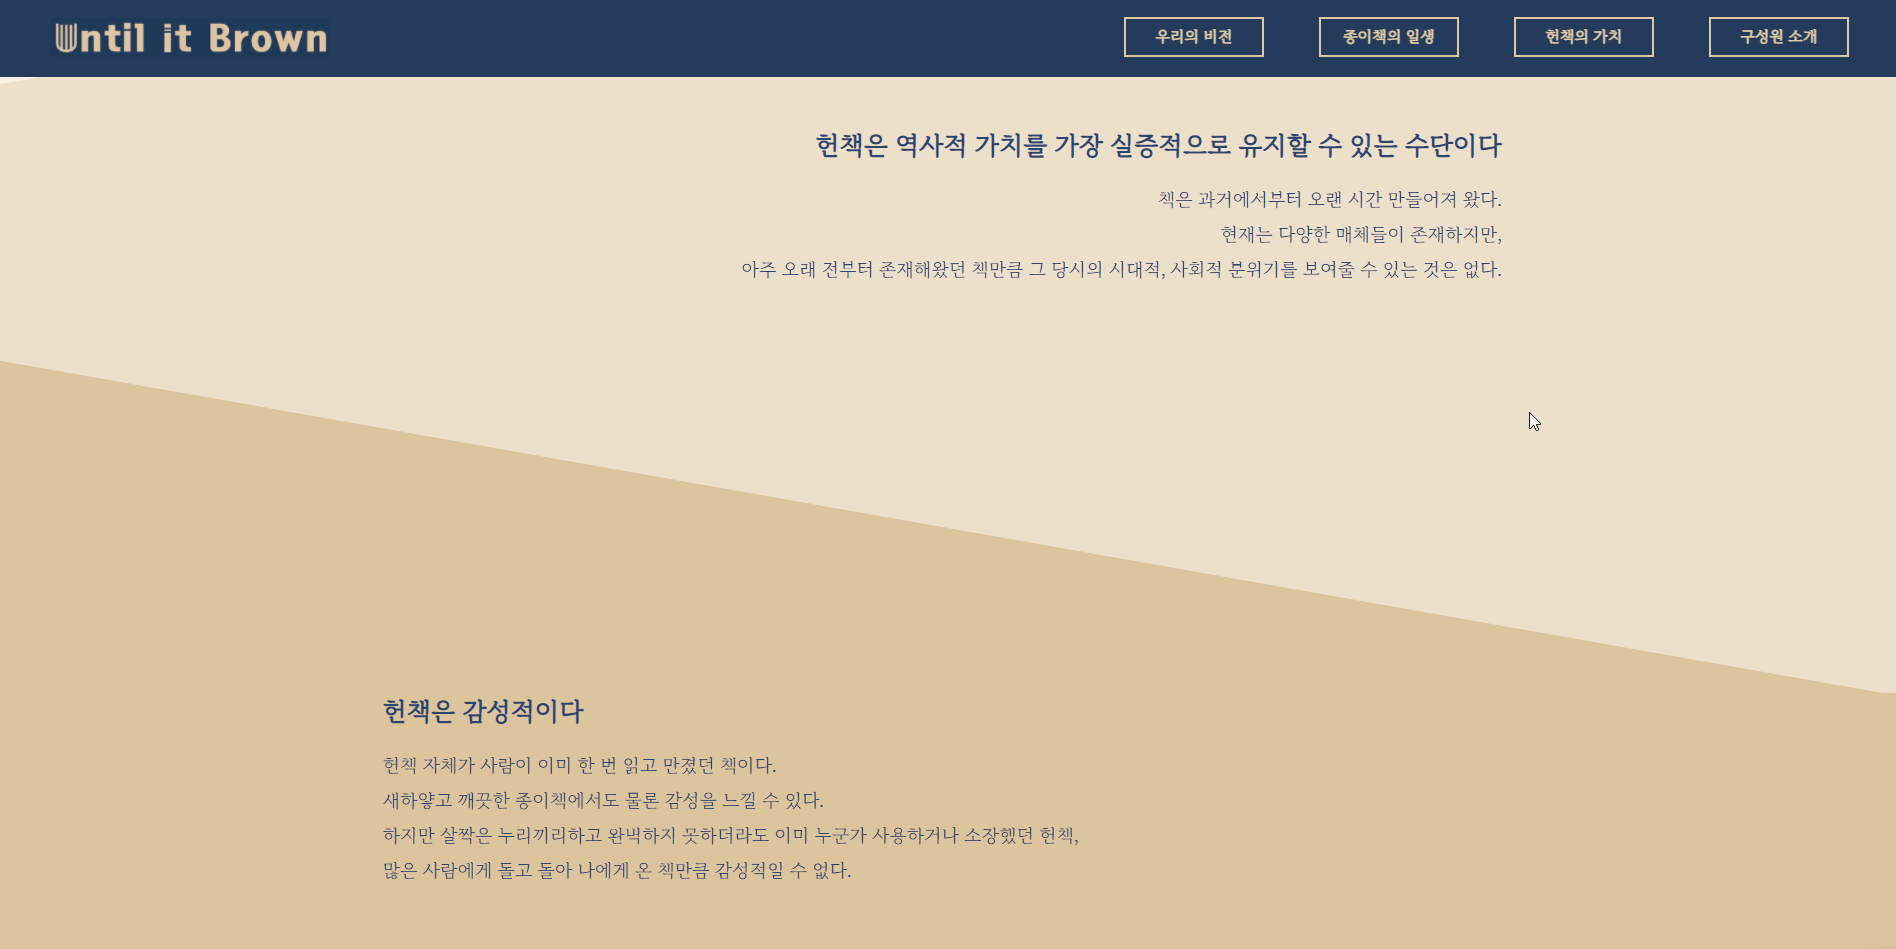 Until it Brown
우리의 비전
종이책의 일생
헌책의 가치
구성원 소개
헌책은 역사적 가치를 가장 실증적으로 유지할 수 있는 수단이다
책은 과거에서부터 오랜 시간 만들어져 왔다.
현재는 다양한 매체들이 존재하지만,
아주 오래 전부터 존재해왔던 책만큼 그 당시의 시대적, 사회적 분위기를 보여줄 수 있는 것은 없다.
헌책은 감성적이다
헌책 자체가 사람이 이미 한 번 읽고 만졌던 책이다.
새하얗고 깨끗한 종이책에서도 물론 감성을 느낄 수 있다.
하지만 살짝은 누리끼리하고 완벽하지 못하더라도 이미 누군가 사용하거나 소장했던 헌책,
많은 사람에게 돌고 돌아 나에게 온 책만큼 감성적일 수 없다.